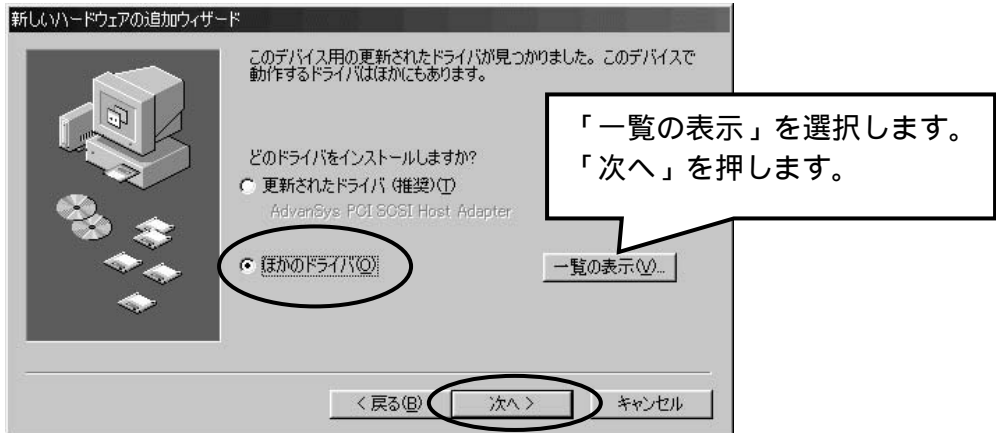 新しいハードウェアの追加ウィザード
このデバイス用の更新されたドライバが見つかりました。このデバイスで
動作するドライバはほかにもあります。
「一覧の表示」を選択します。
「次へ」を押します。
どのドライバをインストールしますか?
更新されたドライバ (推奨)(T)
AdvanSys PCI SCSI Host Adapter
ほかのドライバ(O)
一覧の表示(V)...
< 戻る(B)
次へ >
キャンセル